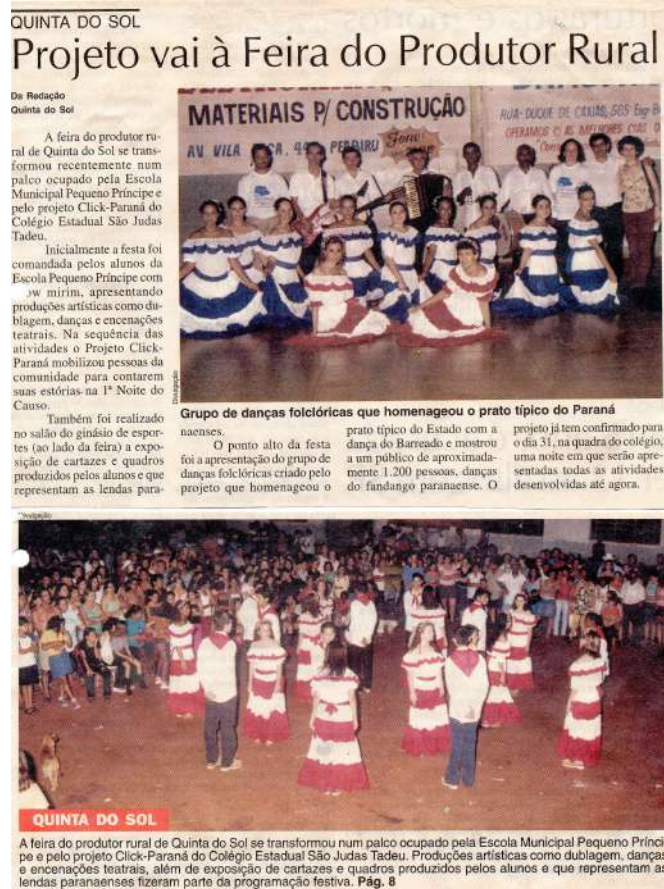 QUINTA DO SOL
Projeto vai à Feira do Produtor Rural
Da Redação
Quinta do Sol
A feira do produtor ru-
ral de Quinta do Sol se trans-
formou recentemente num
palco ocupado pela Escola
Municipal Pequeno Príncipe e
pelo projeto Click-Paraná do
Colégio Estadual São Judas
Tadeu.
Inicialmente a festa foi
comandada pelos alunos da
Escola Pequeno Príncipe com
ow mirim, apresentando
produções artísticas como du-
blagem, danças e encenações
teatrais. Na sequência das
atividades o Projeto Click-
Paraná mobilizou pessoas da
comunidade para contarem
suas estórias na 1ª Noite do
Causo.
Também foi realizado
no salão do ginásio de espor-
tes (ao lado da feira) a expo-
sição de cartazes e quadros
produzidos pelos alunos e que
representam as lendas para-
MATERIAIS P/ CONSTRUÇÃO
AV VILA PEABIRU
Fone:
RUA- DUQUE DE CAXIAS, 565 Eng-B
OPERAMOS C/ AS MELHORES CIAS D
Divulgação
Grupo de danças folclóricas que homenageou o prato típico do Paraná
naenses.
O ponto alto da festa
foi a apresentação do grupo de
danças folclóricas criado pelo
projeto que homenageou o
prato típico do Estado com a
dança do Barreado e mostrou
a um público de aproximada-
mente 1.200 pessoas, danças
do fandango paranaense. O
projeto já tem confirmado para
o dia 31, na quadra do colégio,
uma noite em que serão apre-
sentadas todas as atividades
desenvolvidas até agora.
Divulgação
QUINTA DO SOL
A feira do produtor rural de Quinta do Sol se transformou num palco ocupado pela Escola Municipal Pequeno Prínci-
pe e pelo projeto Click-Paraná do Colégio Estadual São Judas Tadeu. Produções artísticas como dublagem, danças
e encenações teatrais, além de exposição de cartazes e quadros produzidos pelos alunos e que representam as
lendas paranaenses fizeram parte da programação festiva. Pág. 8